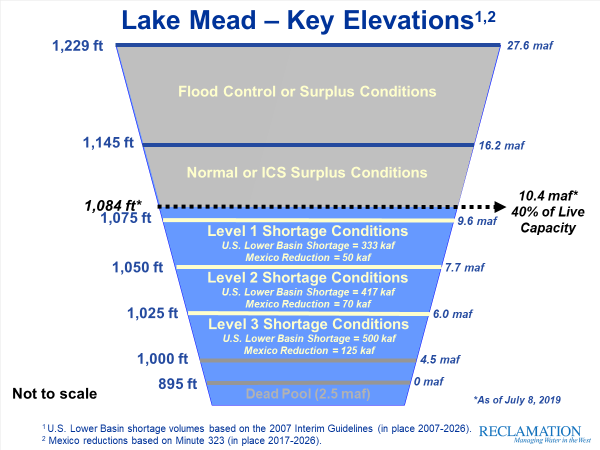 Lake Mead – Key Elevations1,2
1,229 ft
27.6 maf
Flood Control or Surplus Conditions
1,145 ft
16.2 maf
Normal or ICS Surplus Conditions
1,084 ft*
10.4 maf*
40% of Live
Capacity
1,075 ft
9.6 maf
Level 1 Shortage Conditions
U.S. Lower Basin Shortage = 333 kaf
Mexico Reduction = 50 kaf
1,050 ft
7.7 maf
Level 2 Shortage Conditions
U.S. Lower Basin Shortage = 417 kaf
Mexico Reduction = 70 kaf
1,025 ft
6.0 maf
Level 3 Shortage Conditions
U.S. Lower Basin Shortage = 500 kaf
Mexico Reduction = 125 kaf
1,000 ft
4.5 maf
895 ft
0 maf
Dead Pool (2.5 maf)
Not to scale
*As of July 8, 2019
1 U.S. Lower Basin shortage volumes based on the 2007 Interim Guidelines (in place 2007-2026).
2 Mexico reductions based on Minute 323 (in place 2017-2026).
RECLAMATION
Managing Water in the West